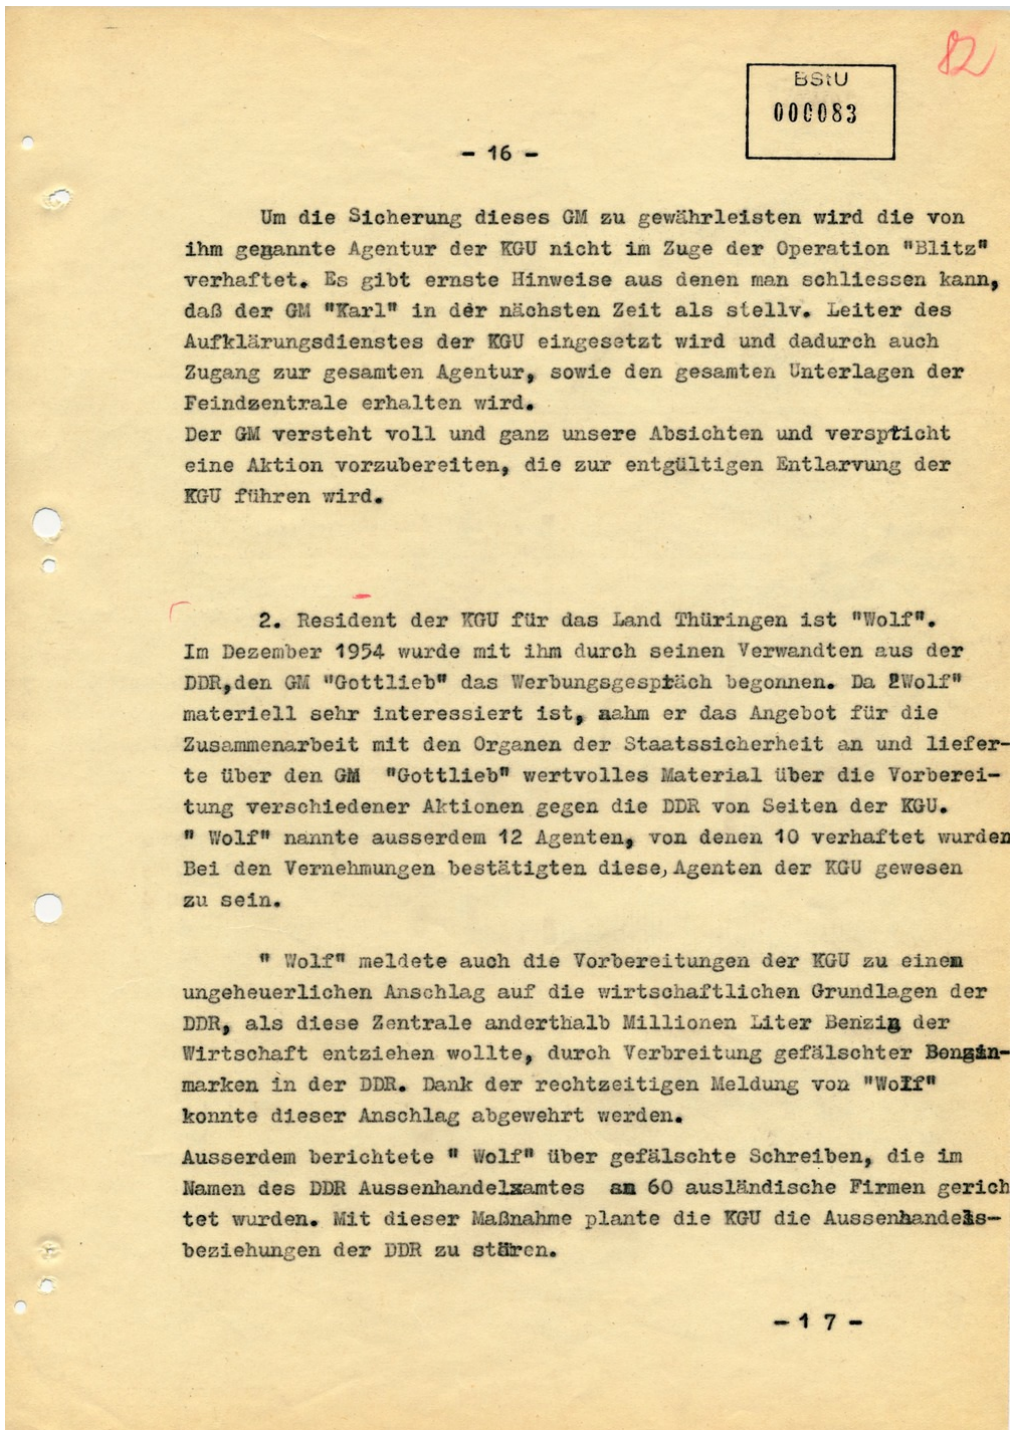 82
BStU
000083
- 16 -
Um die Sicherung dieses GM zu gewährleisten wird die von
ihm genannte Agentur der KGU nicht im Zuge der Operation "Blitz"
verhaftet. Es gibt ernste Hinweise aus denen man schliessen kann,
daß der GM "Karl" in der nächsten Zeit als stellv. Leiter des
Aufklärungsdienstes der KGU eingesetzt wird und dadurch auch
Zugang zur gesamten Agentur, sowie den gesamten Unterlagen der
Feindzentrale erhalten wird.
Der GM versteht voll und ganz unsere Absichten und verspricht
eine Aktion vorzubereiten, die zur entgültigen Entlarvung der
KGU führen wird.
2. Resident der KGU für das Land Thüringen ist "Wolf".
Im Dezember 1954 wurde mit ihm durch seinen Verwandten aus der
DDR,den GM "Gottlieb" das Werbungsgespräch begonnen. Da 2Wolf"
materiell sehr interessiert ist, nahm er das Angebot für die
Zusammenarbeit mit den Organen der Staatssicherheit an und liefer-
te über den GM "Gottlieb" wertvolles Material über die Vorberei-
tung verschiedener Aktionen gegen die DDR von Seiten der KGU.
" Wolf" nannte ausserdem 12 Agenten, von denen 10 verhaftet wurden
Bei den Vernehmungen bestätigten diese, Agenten der KGU gewesen
zu sein.
" Wolf" meldete auch die Vorbereitungen der KGU zu einem
ungeheuerlichen Anschlag auf die wirtschaftlichen Grundlagen der
DDR, als diese Zentrale anderthalb Millionen Liter Benzin der
Wirtschaft entziehen wollte, durch Verbreitung gefälschter Benzin-
marken in der DDR. Dank der rechtzeitigen Meldung von "Wolf"
konnte dieser Anschlag abgewehrt werden.
Ausserdem berichtete " Wolf" über gefälschte Schreiben, die im
Namen des DDR Aussenhandelsamtes an 60 ausländische Firmen gerich
tet wurden. Mit dieser Maßnahme plante die KGU die Aussenhandels-
beziehungen der DDR zu stören.
- 1 7 -